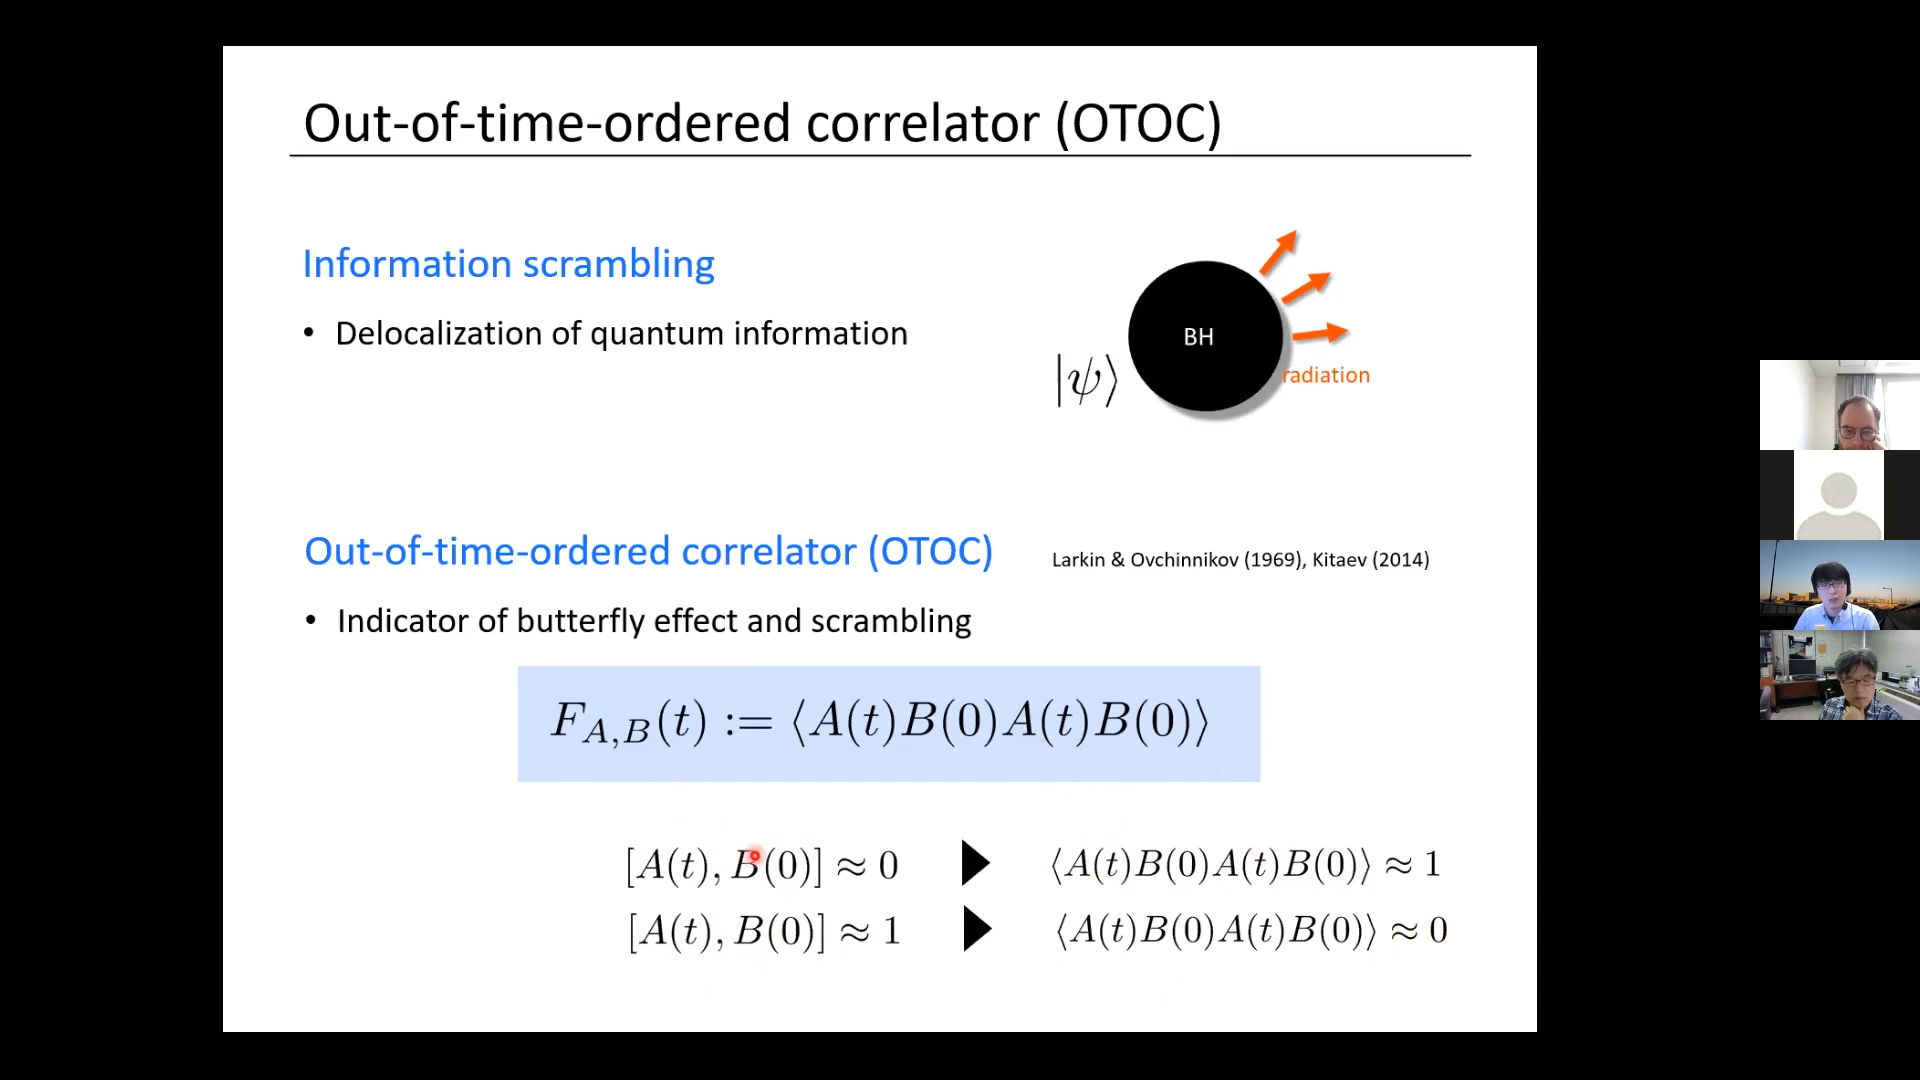 Out-of-time-ordered correlator (OTOC)
Information scrambling
• Delocalization of quantum information
BH
|ψ⟩
radiation
Out-of-time-ordered correlator (OTOC)
Larkin & Ovchinnikov (1969), Kitaev (2014)
• Indicator of butterfly effect and scrambling
F_{A,B}(t) := ⟨A(t)B(0)A(t)B(0)⟩
[A(t), B(0)] ≈ 0 ▶ ⟨A(t)B(0)A(t)B(0)⟩ ≈ 1
[A(t), B(0)] ≈ 1 ▶ ⟨A(t)B(0)A(t)B(0)⟩ ≈ 0